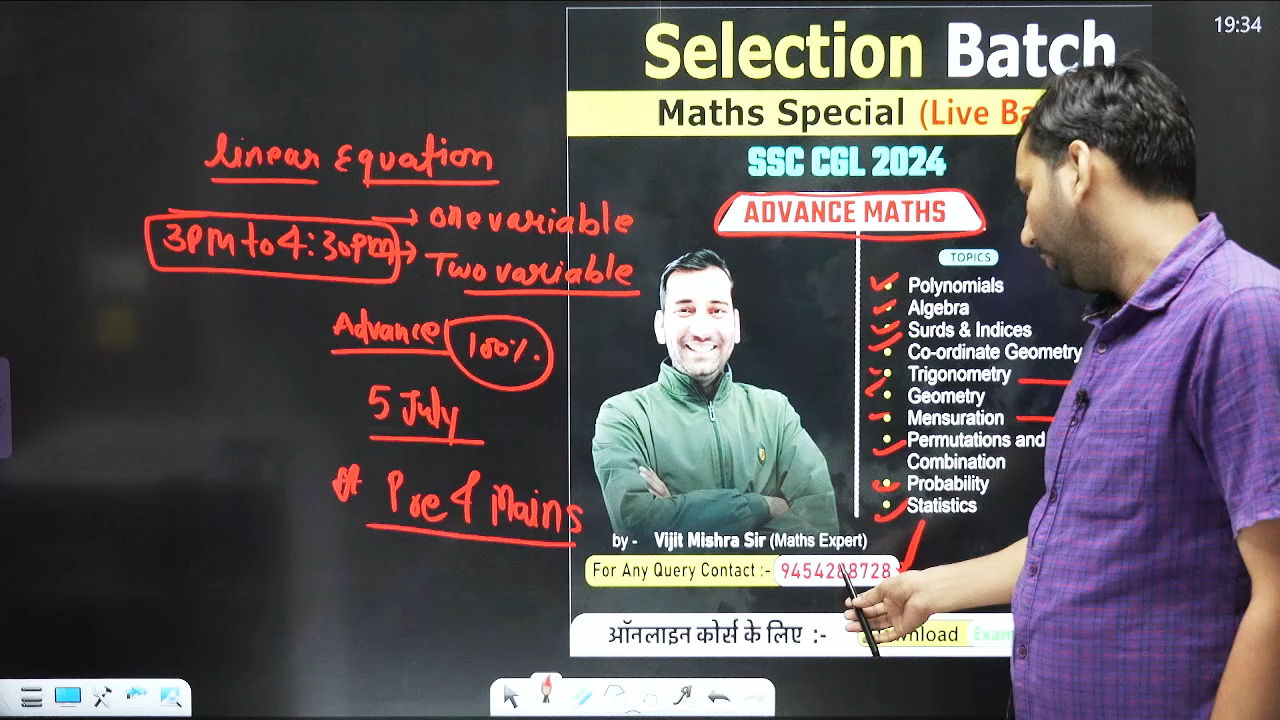 19:34
Selection Batch
Maths Special (Live Ba
SSC CGL 2024
ADVANCE MATHS
TOPICS
Polynomials
Algebra
Surds & Indices
Co-ordinate Geometry
Trigonometry
Geometry
Mensuration
Permutations and
Combination
Probability
Statistics
by - Vijit Mishra Sir (Maths Expert)
For Any Query Contact :- 9454288728
ऑनलाइन कोर्स के लिए :- Download Exam
linear Equation
one variable
3PM to 4:30PM
Two variable
Advance 100%.
5 July
Pre & Mains